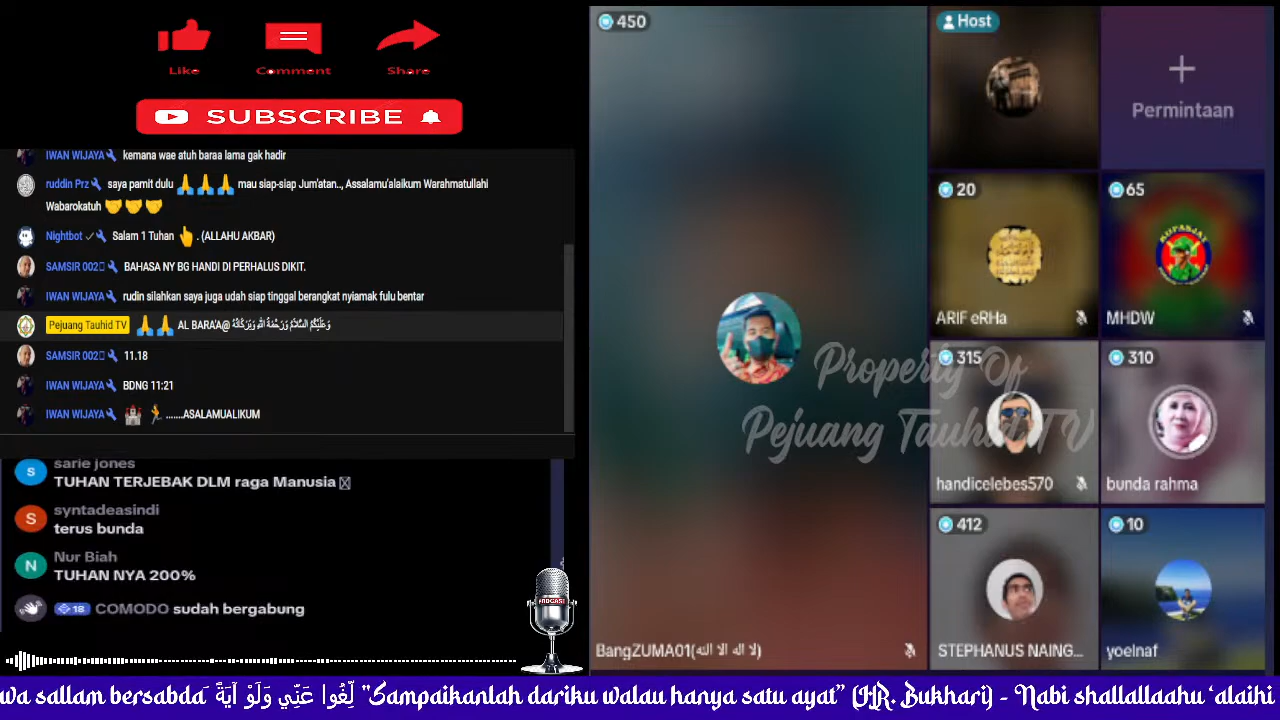 Like
Comment
Share
SUBSCRIBE
IWAN WIJAYA kemana wae atuh baraa lama gak hadir
ruddin Prz saya pamit dulu 🙏🙏🙏 mau siap-siap Jum'atan.., Assalamu'alaikum Warahmatullahi
Wabarokatuh 🤝🤝🤝
Nightbot ✓ Salam 1 Tuhan 👆. (ALLAHU AKBAR)
SAMSIR 002 BAHASA NY BG HANDI DI PERHALUS DIKIT.
IWAN WIJAYA rudin silahkan saya juga udah siap tinggal berangkat nyiamak fulu bentar
Pejuang Tauhid TV 🙏🙏 AL BARA'A@ وَعَلَيْكُمُ السَّلَامُ وَرَحْمَةُ اللهِ وَبَرَكَاتُهُ
SAMSIR 002 11.18
IWAN WIJAYA BDNG 11:21
IWAN WIJAYA 🏰 🏃.......ASALAMUALIKUM
s
sarie jones
TUHAN TERJEBAK DLM raga Manusia
S
syntadeasindi
terus bunda
N
Nur Biah
TUHAN NYA 200%
18 COMODO sudah bergabung
PODCAST
450
Host
Permintaan
20
ARIF eRHa
65
MHDW
315
handicelebes570
310
bunda rahma
412
STEPHANUS NAING...
10
yoelnaf
BangZUMA01(لا اله الا الله)
Property Of
Pejuang Tauhid TV
wa sallam bersabda َلِّغُوا عَنِّي وَلَوْ آيَةً "Sampaikanlah dariku walau hanya satu ayat" (HR. Bukhari) - Nabi shallallaahu ‘alaihi